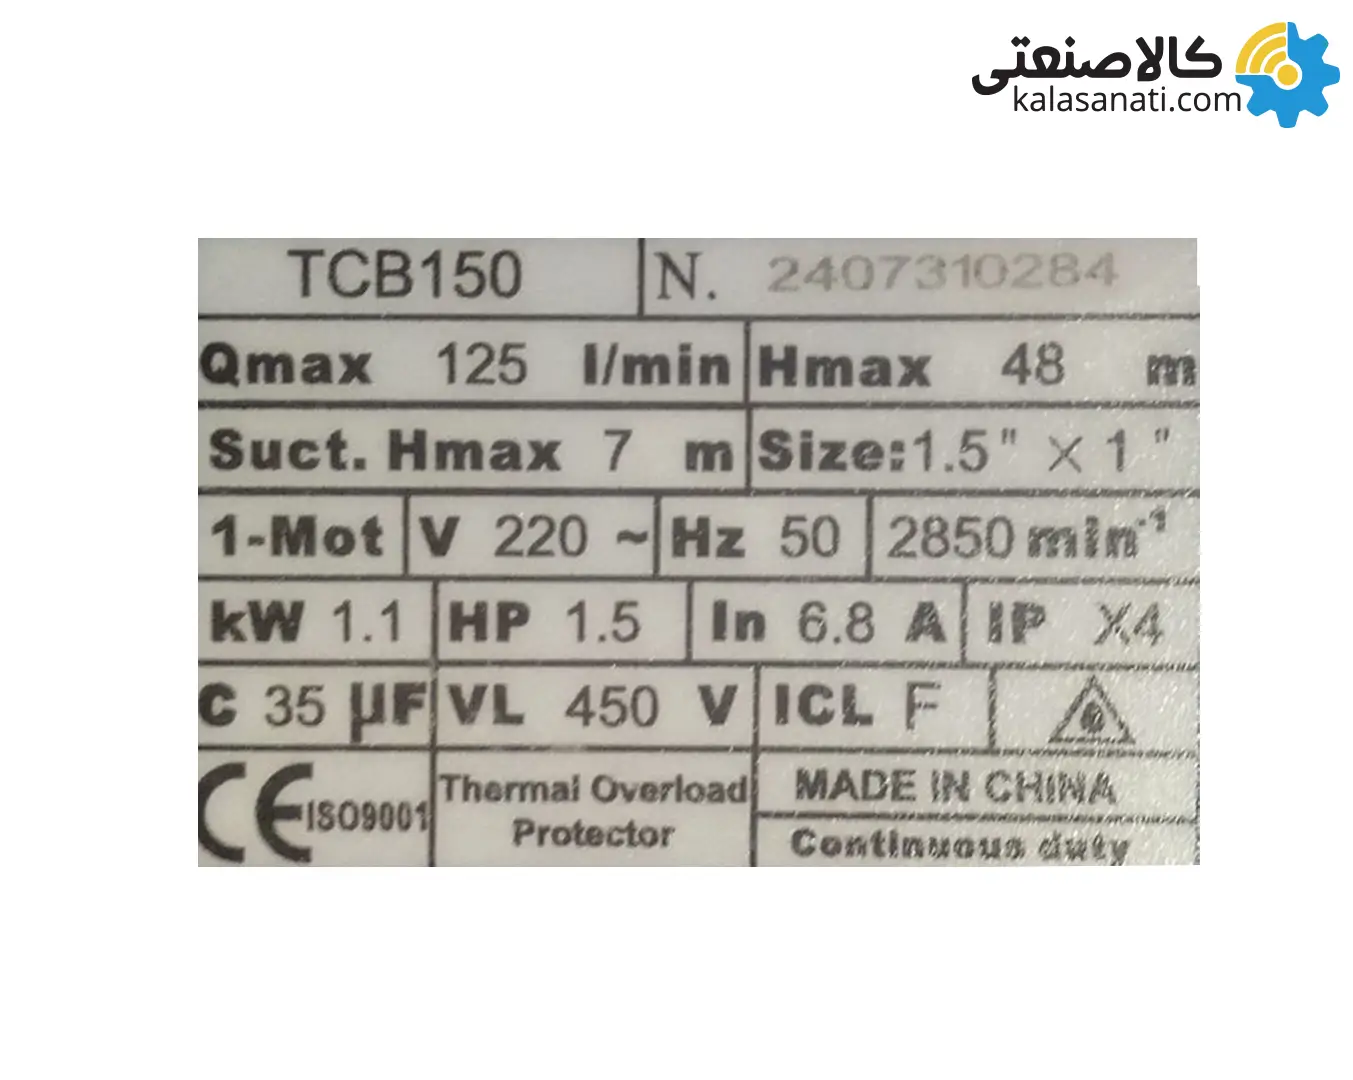 کالاصنعتی
kalasanati.com
TCB150 N. 2407310284
Qmax 125 l/min Hmax 48 m
Suct. Hmax 7 m Size:1.5" X 1"
1-Mot V 220 ~ Hz 50 2850 min-1
kW 1.1 HP 1.5 In 6.8 A IP X4
C 35 µF VL 450 V ICL F
CE ISO9001 Thermal Overload Protector MADE IN CHINA
Continuous duty